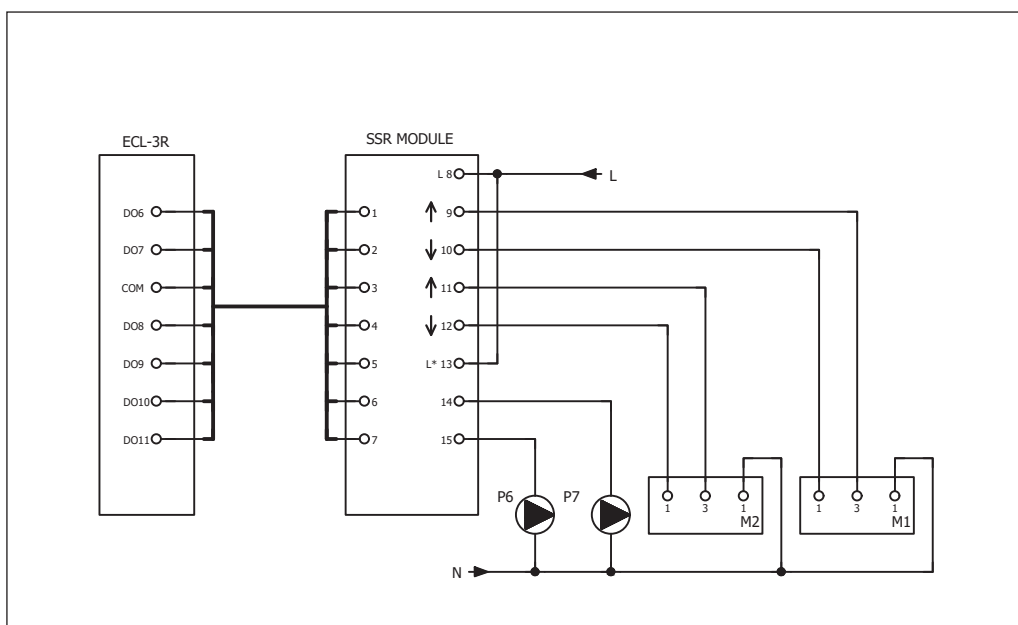 ECL-3R
SSR MODULE
DO6
DO7
COM
DO8
DO9
DO10
DO11
1
2
3
4
5
6
7
L 8
9
10
11
12
L* 13
14
15
L
P6
P7
1 3 1
M2
1 3 1
M1
N